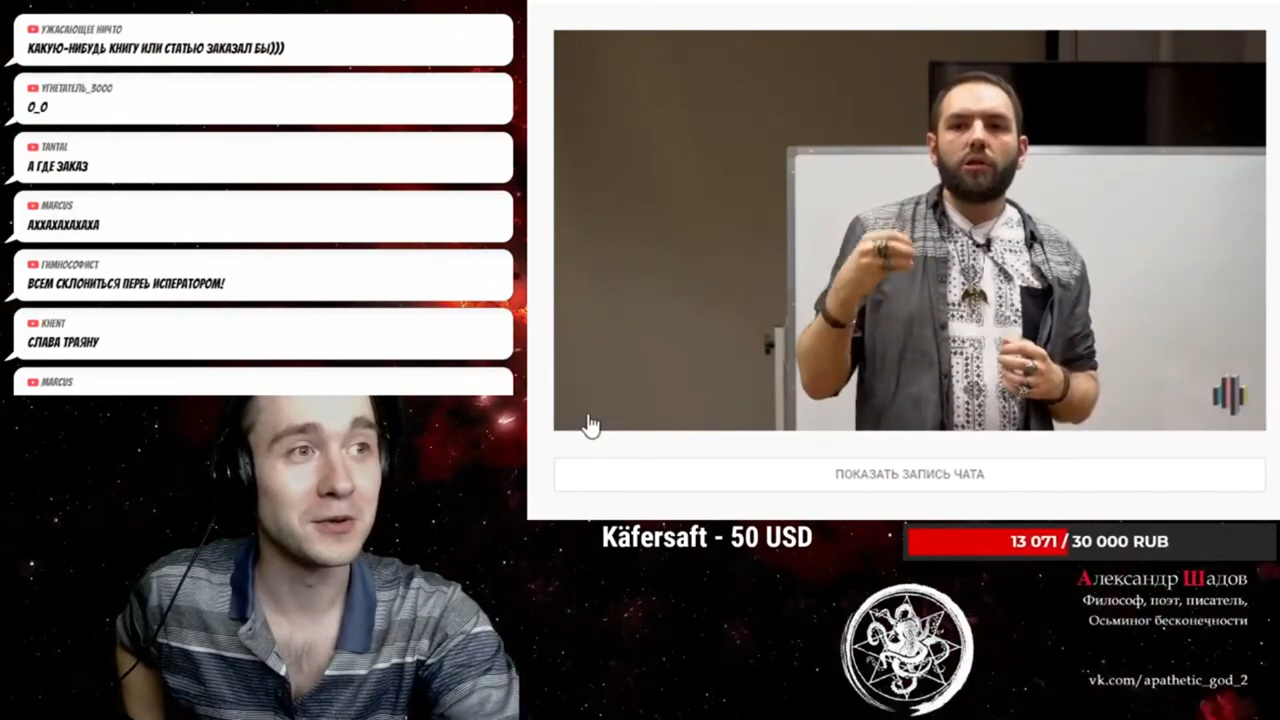 УЖАСАЮЩЕЕ НИЧТО
КАКУЮ-НИБУДЬ КНИГУ ИЛИ СТАТЬЮ ЗАКАЗАЛ БЫ)))
УГНЕТАТЕЛЬ_3000
О_О
TANTAL
А ГДЕ ЗАКАЗ
MARCUS
АХХАХАХАХАХА
ГИМНОСОФИСТ
ВСЕМ СКЛОНИТЬСЯ ПЕРЕЬ ИСПЕРАТОРОМ!
KHENT
СЛАВА ТРАЯНУ
MARCUS
ПОКАЗАТЬ ЗАПИСЬ ЧАТА
Käfersaft - 50 USD
13 071 / 30 000 RUB
Александр Шадов
Философ, поэт, писатель,
Осьминог бесконечности
vk.com/apathetic_god_2